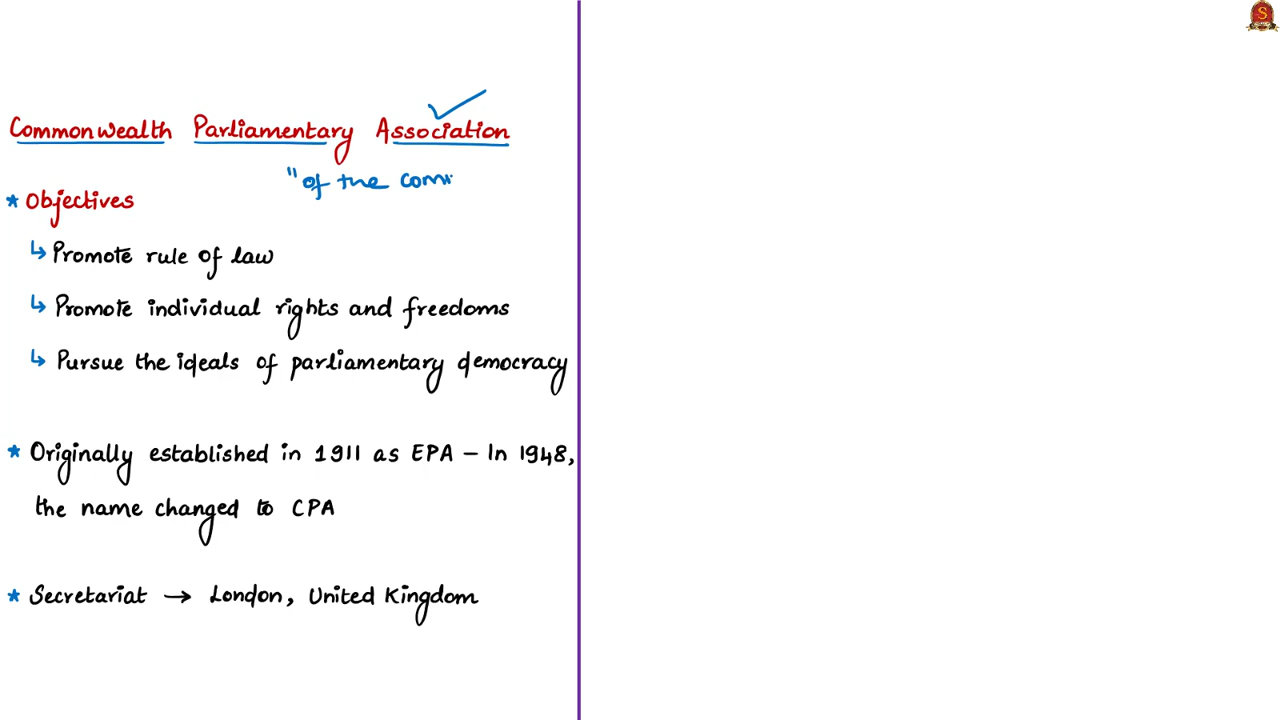 Commonwealth Parliamentary Association
"of the com
* Objectives
↳ Promote rule of law
↳ Promote individual rights and freedoms
↳ Pursue the ideals of parliamentary democracy
* Originally established in 1911 as EPA – In 1948,
the name changed to CPA
* Secretariat → London, United Kingdom